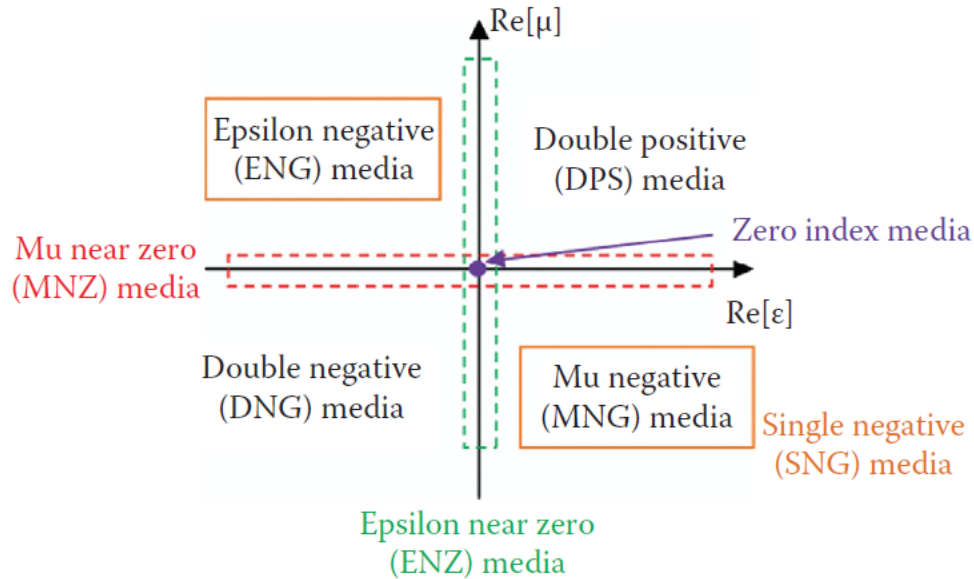 Re[μ]
Epsilon negative
(ENG) media
Double positive
(DPS) media
Mu near zero
(MNZ) media
Zero index media
Re[ε]
Double negative
(DNG) media
Mu negative
(MNG) media
Single negative
(SNG) media
Epsilon near zero
(ENZ) media